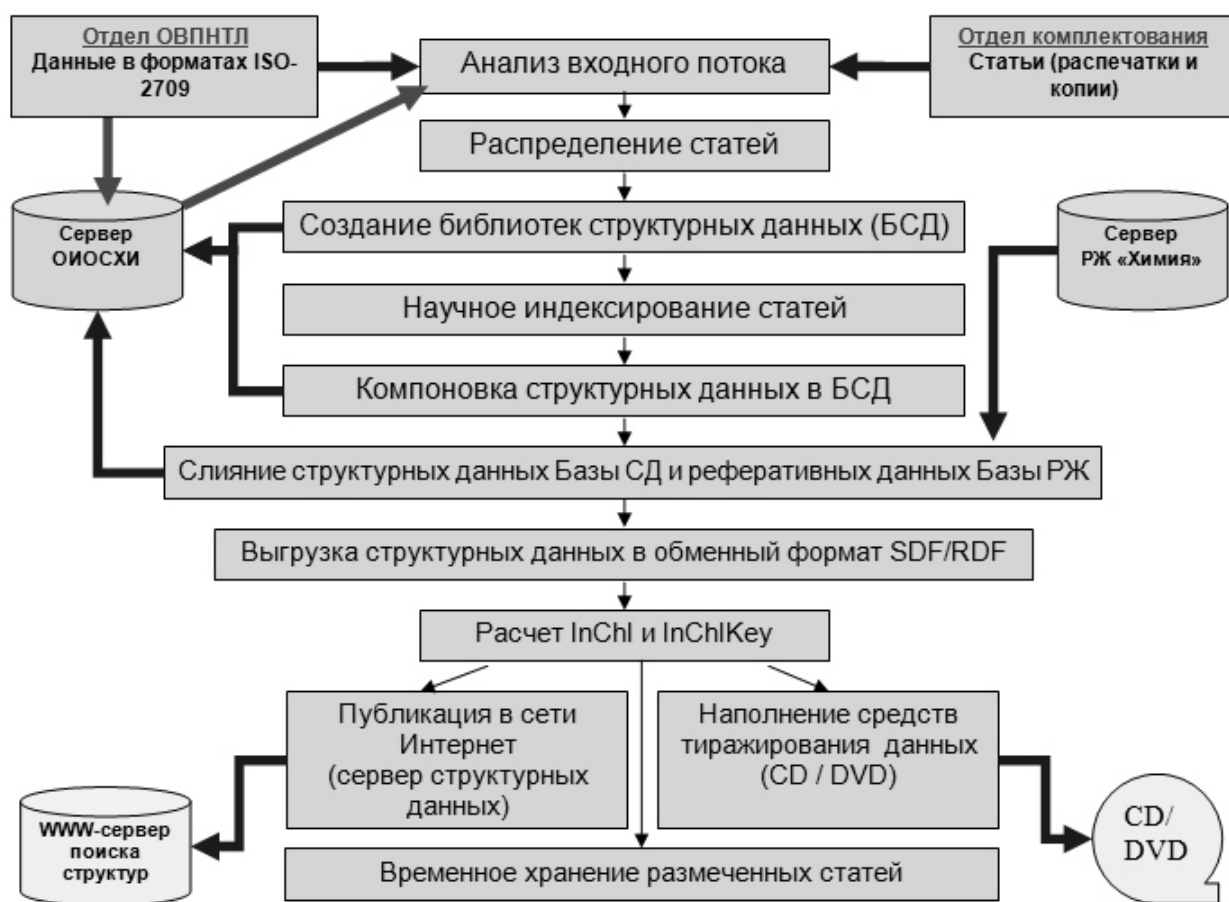 Отдел ОВПНТЛ
Данные в форматах ISO-
2709
Анализ входного потока
Отдел комплектования
Статьи (распечатки и
копии)
Распределение статей
Сервер
ОИОСХИ
Создание библиотек структурных данных (БСД)
Сервер
РЖ «Химия»
Научное индексирование статей
Компоновка структурных данных в БСД
Слияние структурных данных Базы СД и реферативных данных Базы РЖ
Выгрузка структурных данных в обменный формат SDF/RDF
Расчет InChI и InChIKey
Публикация в сети
Интернет
(сервер структурных
данных)
Наполнение средств
тиражирования данных
(CD / DVD)
WWW-сервер
поиска
структур
CD/
DVD
Временное хранение размеченных статей